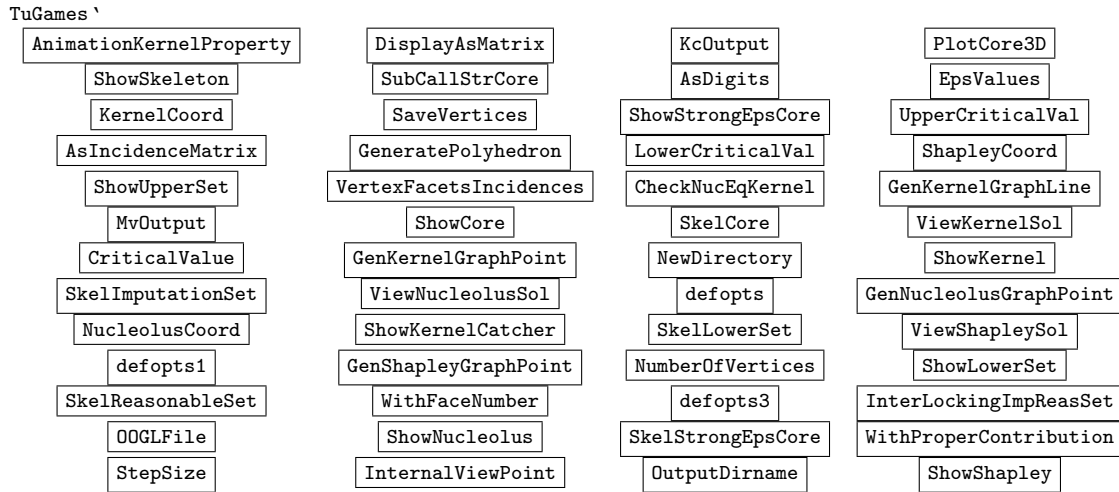 TuGames`
AnimationKernelProperty DisplayAsMatrix KcOutput PlotCore3D
ShowSkeleton SubCallStrCore AsDigits EpsValues
KernelCoord SaveVertices ShowStrongEpsCore UpperCriticalVal
AsIncidenceMatrix GeneratePolyhedron LowerCriticalVal ShapleyCoord
ShowUpperSet VertexFacetsIncidences CheckNucEqKernel GenKernelGraphLine
MvOutput ShowCore SkelCore ViewKernelSol
CriticalValue GenKernelGraphPoint NewDirectory ShowKernel
SkelImputationSet ViewNucleolusSol defopts GenNucleolusGraphPoint
NucleolusCoord ShowKernelCatcher SkelLowerSet ViewShapleySol
defopts1 GenShapleyGraphPoint NumberOfVertices ShowLowerSet
SkelReasonableSet WithFaceNumber defopts3 InterLockingImpReasSet
OOGLFile ShowNucleolus SkelStrongEpsCore WithProperContribution
StepSize InternalViewPoint OutputDirname ShowShapley